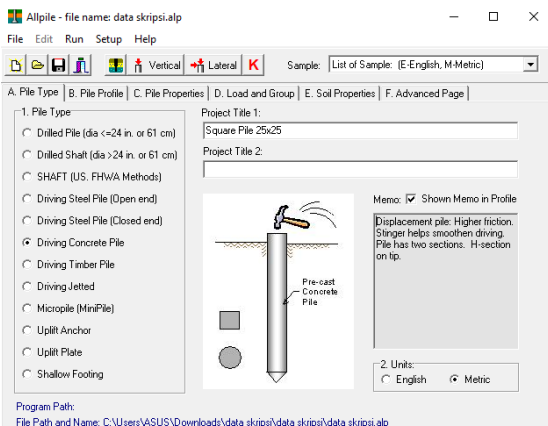 Allpile - file name: data skripsi.alp
File Edit Run Setup Help
Vertical Lateral K Sample: List of Sample: (E-English, M-Metric)
A. Pile Type B. Pile Profile C. Pile Properties D. Load and Group E. Soil Properties F. Advanced Page
1. Pile Type
Drilled Pile (dia <=24 in. or 61 cm)
Drilled Shaft (dia >24 in. or 61 cm)
SHAFT (US. FHWA Methods)
Driving Steel Pile (Open end)
Driving Steel Pile (Closed end)
Driving Concrete Pile
Driving Timber Pile
Driving Jetted
Micropile (MiniPile)
Uplift Anchor
Uplift Plate
Shallow Footing
Project Title 1:
Square Pile 25x25
Project Title 2:
Pre-cast
Concrete
Pile
Memo: Shown Memo in Profile
Displacement pile: Higher friction.
Stinger helps smoothen driving.
Pile has two sections. H-section
on tip.
2. Units:
English Metric
Program Path:
File Path and Name: C:\Users\ASUS\Downloads\data skripsi\data skripsi\data skripsi.alp